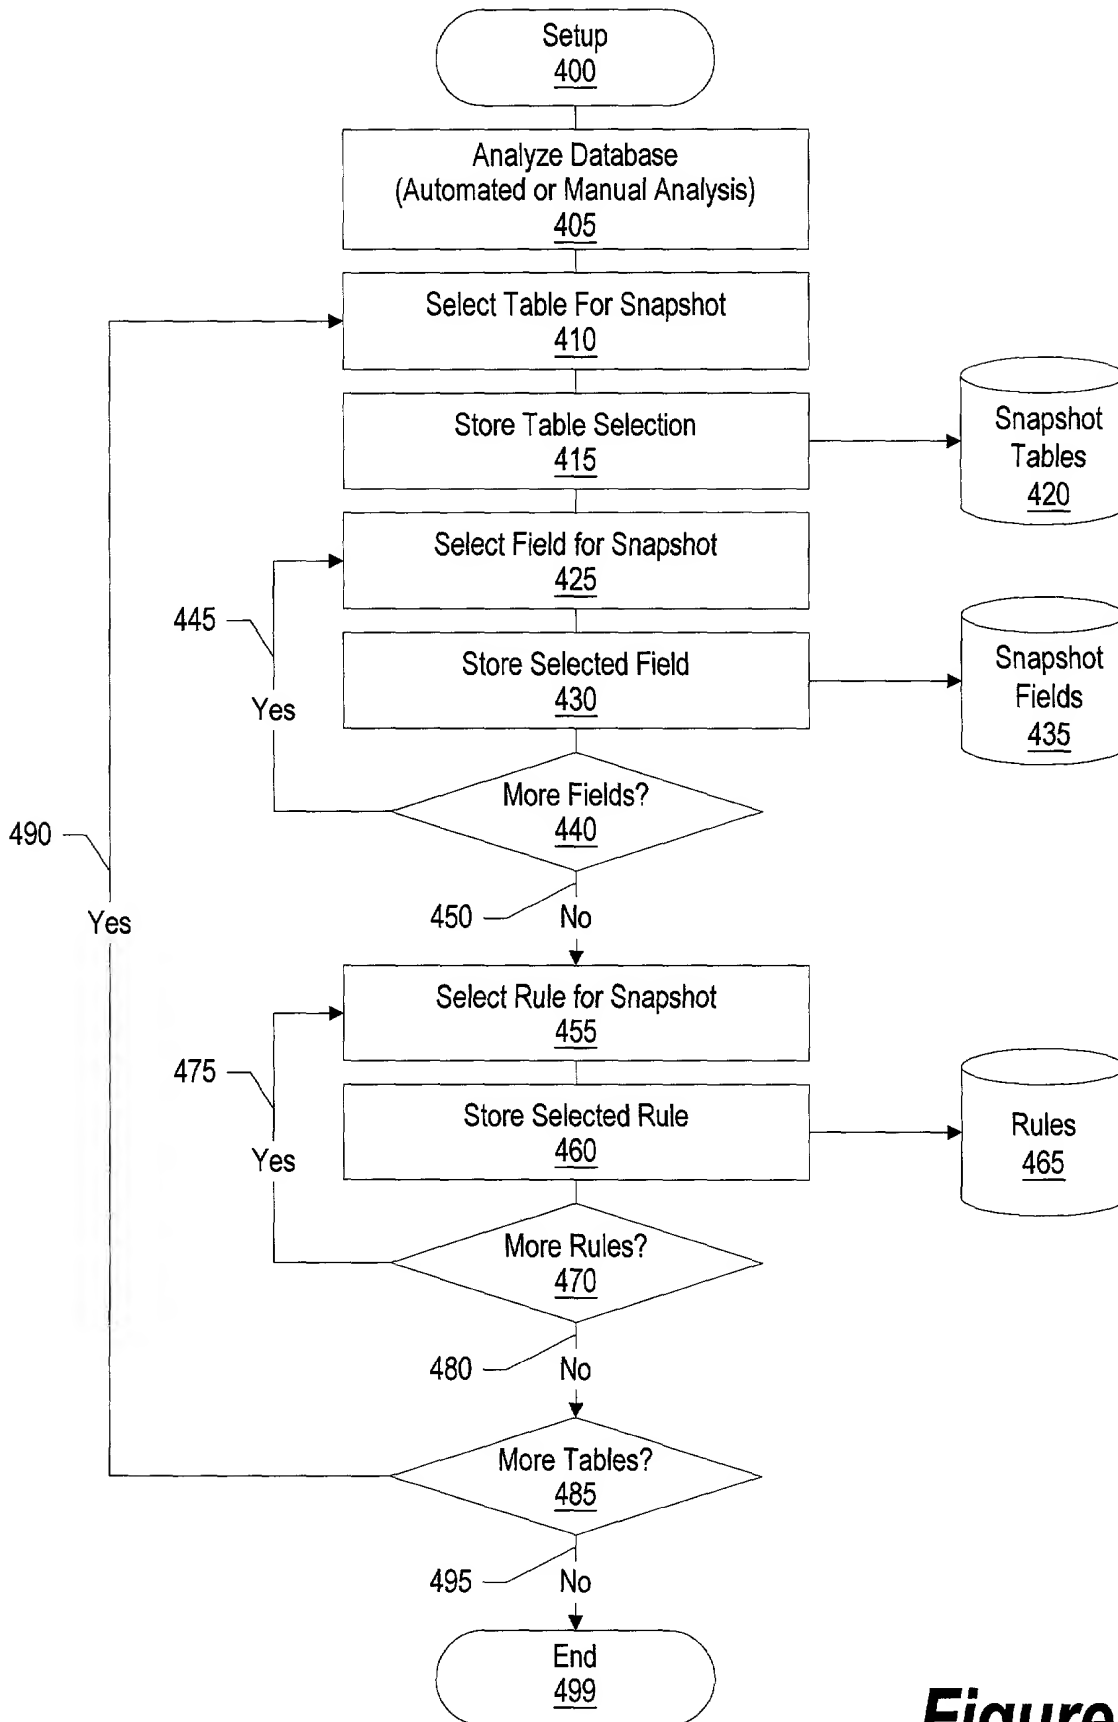 Setup
400
Analyze Database
(Automated or Manual Analysis)
405
Select Table For Snapshot
410
Store Table Selection
415
Snapshot
Tables
420
Select Field for Snapshot
425
445
Store Selected Field
430
Snapshot
Fields
435
Yes
More Fields?
440
490
450
No
Yes
Select Rule for Snapshot
455
475
Store Selected Rule
460
Rules
465
Yes
More Rules?
470
480
No
More Tables?
485
495
No
End
499
Figure